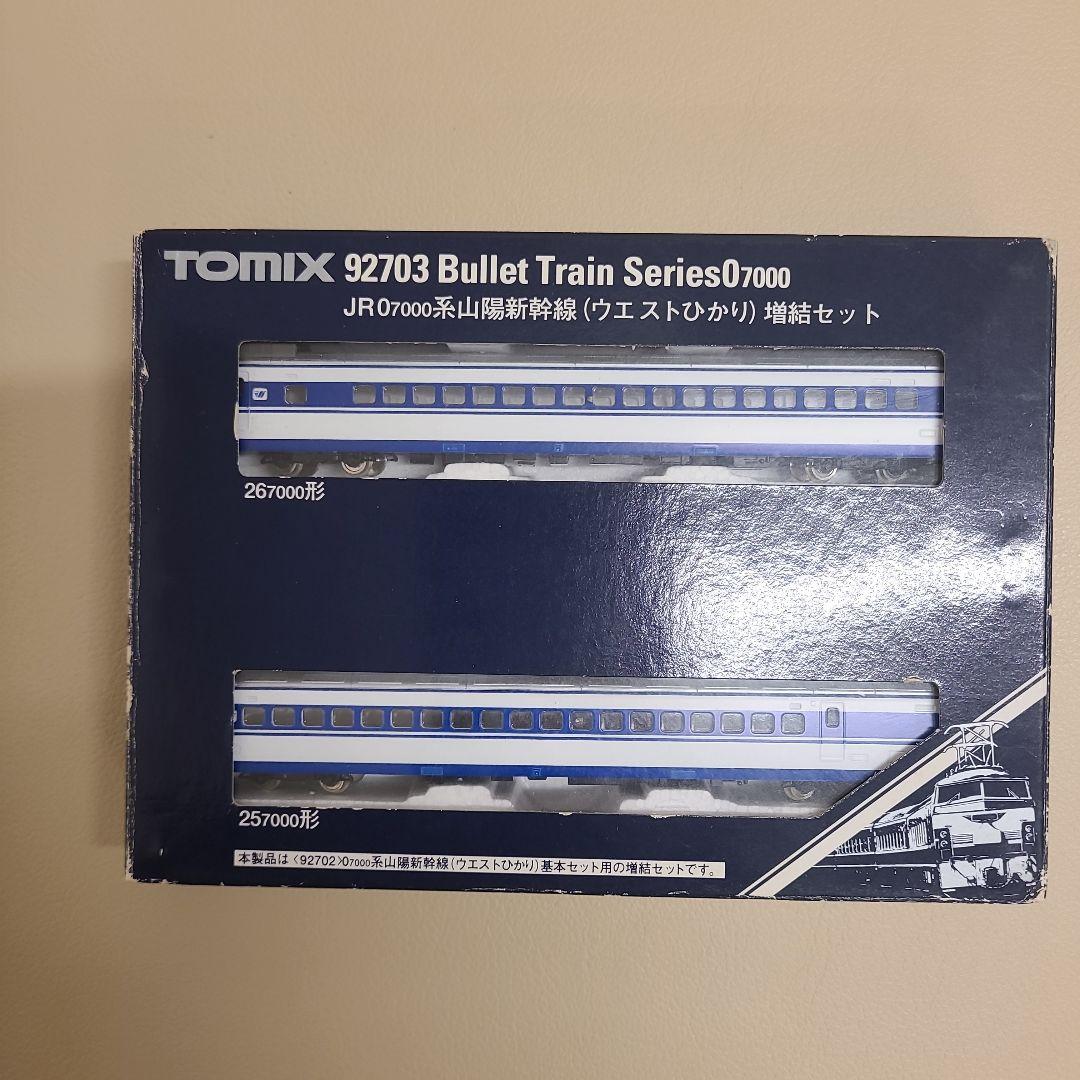 TOMIX 92703 Bullet Train Series07000
JR07000系山陽新幹線(ウエストひかり)増結セット
267000形
257000形
本製品は〈92702〉07000系山陽新幹線(ウエストひかり)基本セット用の増結セットです。